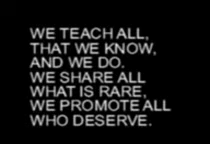 WE TEACH ALL,
THAT WE KNOW,
AND WE DO.
WE SHARE ALL
WHAT IS RARE,
WE PROMOTE ALL
WHO DESERVE.